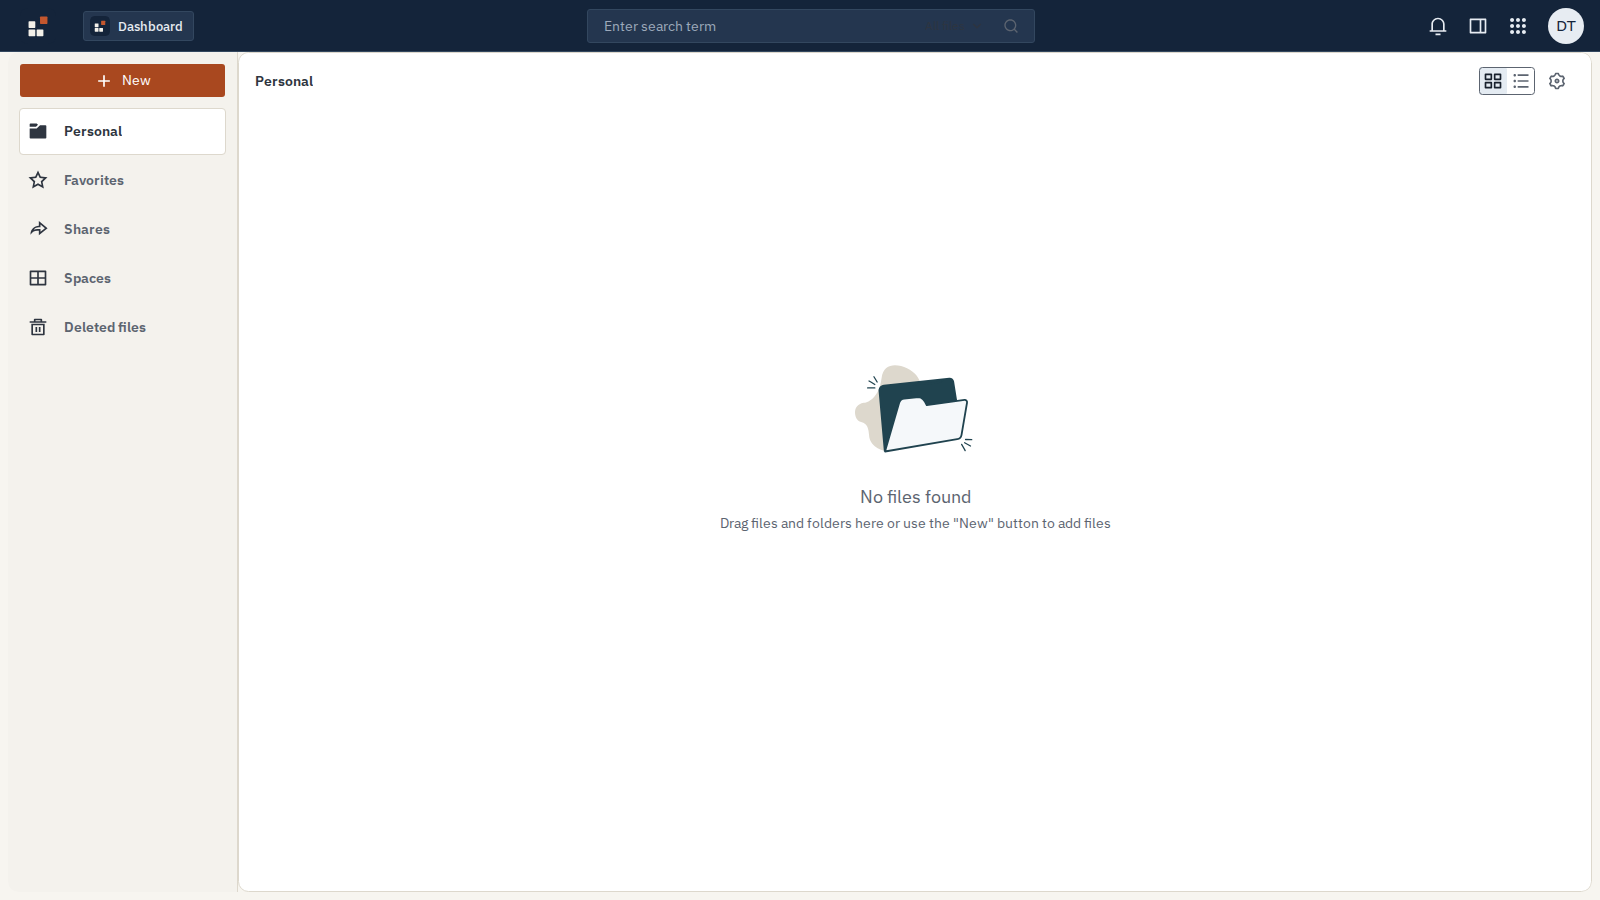 Dashboard
Enter search term
DT
New
Personal
Favorites
Shares
Spaces
Deleted files
Personal
No files found
Drag files and folders here or use the "New" button to add files